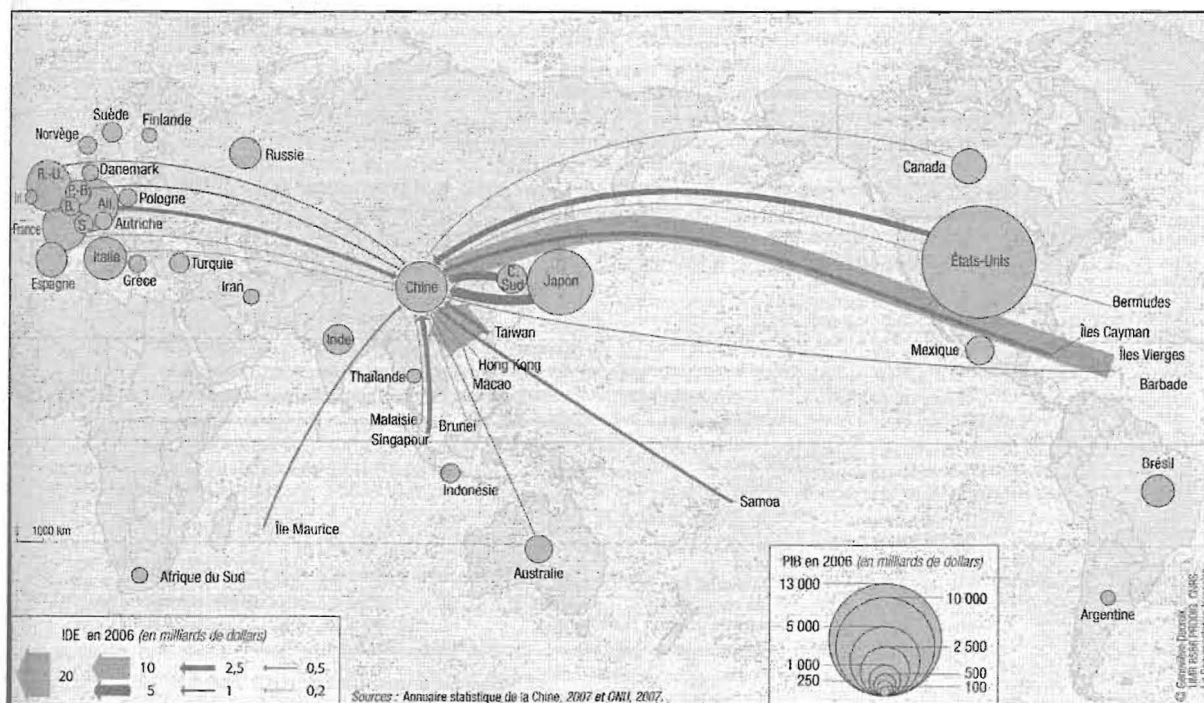 Suède
Finlande
Norvège
Russie
Danemark
R.-U.
P.-B.
All.
Pologne
B.
S.
Autriche
France
Espagne
Italie
Grèce
Turquie
Iran
Chine
C.
Sud
Japon
Canada
États-Unis
Bermudes
Îles Cayman
Îles Vierges
Barbade
Mexique
Inde
Taiwan
Hong Kong
Macao
Thaïlande
Malaisie
Singapour
Brunei
Indonésie
Samoa
Brésil
Île Maurice
1000 km
Afrique du Sud
Australie
Argentine
IDE en 2006 (en milliards de dollars)
20
10
2,5
0,5
5
1
0,2
PIB en 2006 (en milliards de dollars)
13 000
10 000
5 000
2 500
1 000
500
250
100
Sources : Annuaire statistique de la Chine, 2007 et ONU, 2007.